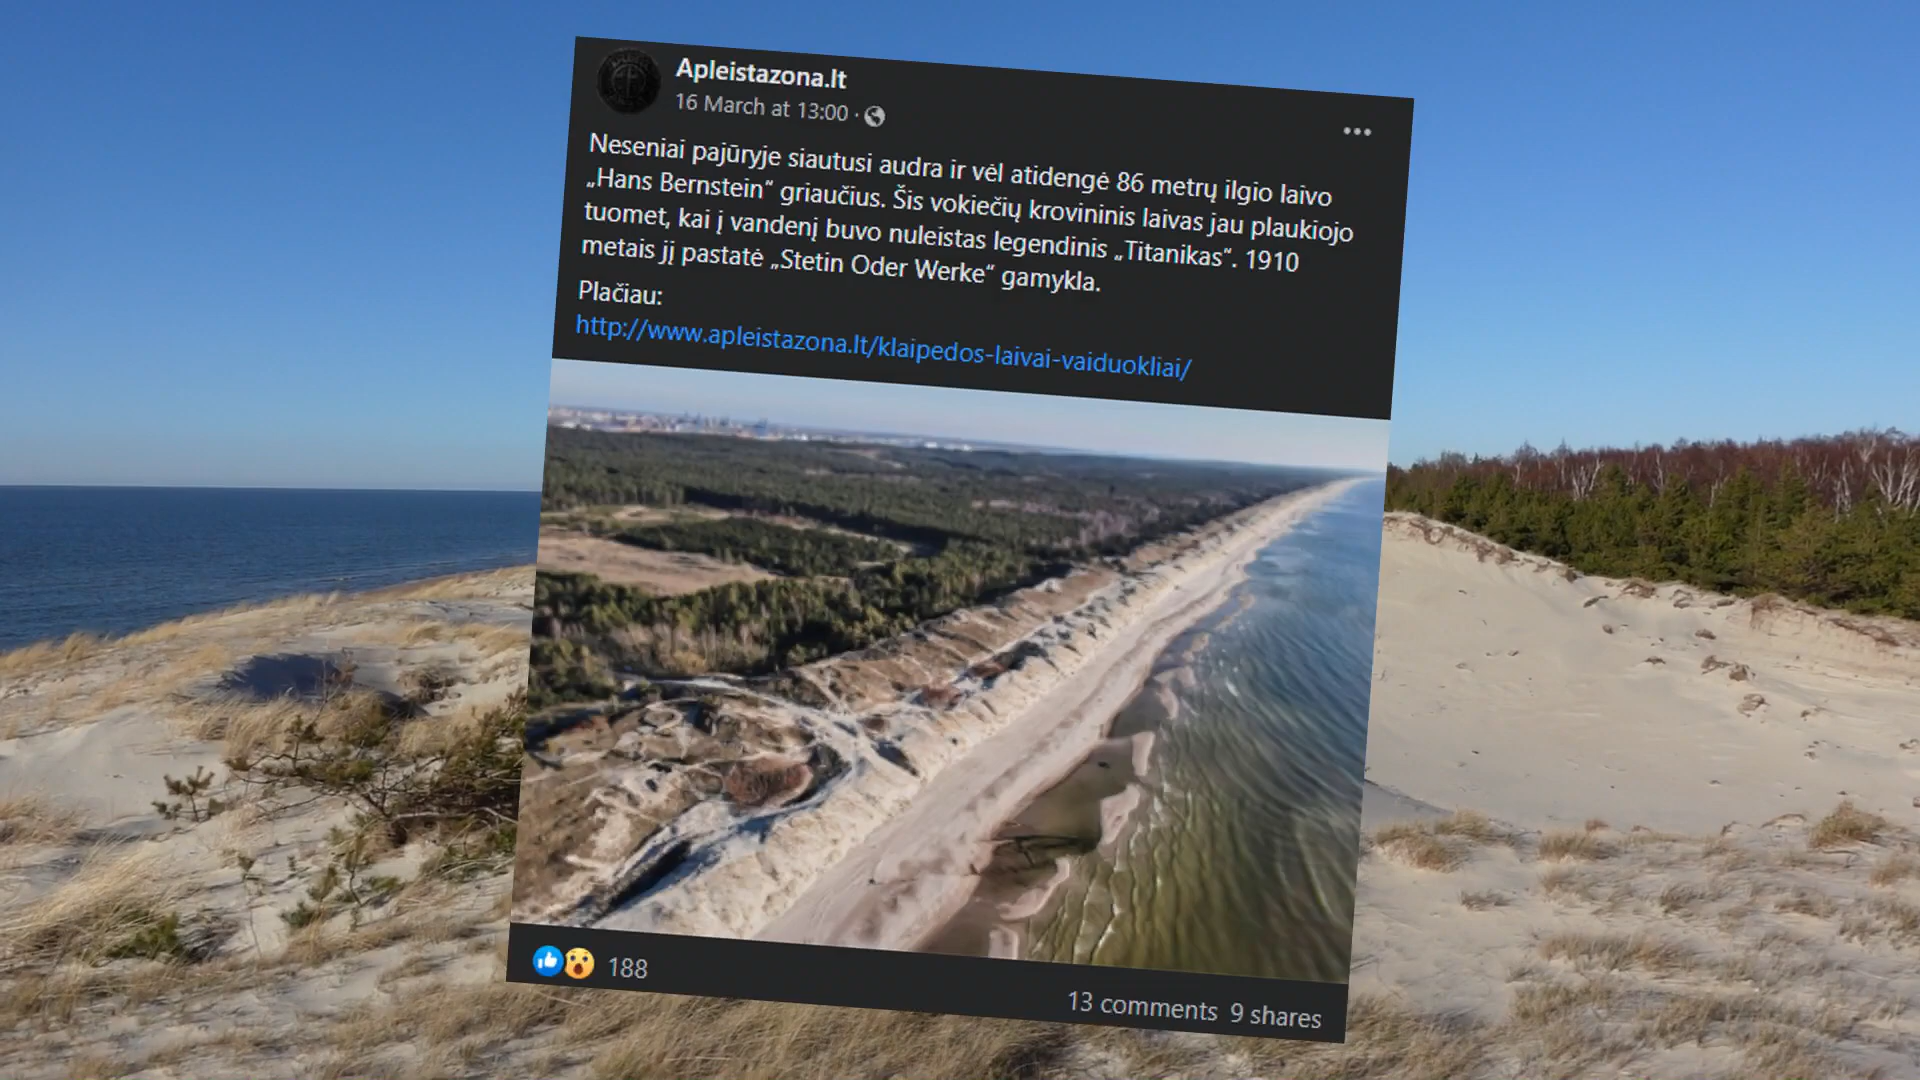 Apleistazona.lt
16 March at 13:00 ·
Neseniai pajūryje siautusi audra ir vėl atidengė 86 metrų ilgio laivo
„Hans Bernstein“ griaučius. Šis vokiečių krovininis laivas jau plaukiojo
tuomet, kai į vandenį buvo nuleistas legendinis „Titanikas“. 1910
metais jį pastatė „Stetin Oder Werke“ gamykla.
Plačiau:
http://www.apleistazona.lt/klaipedos-laivai-vaiduokliai/
188
13 comments 9 shares